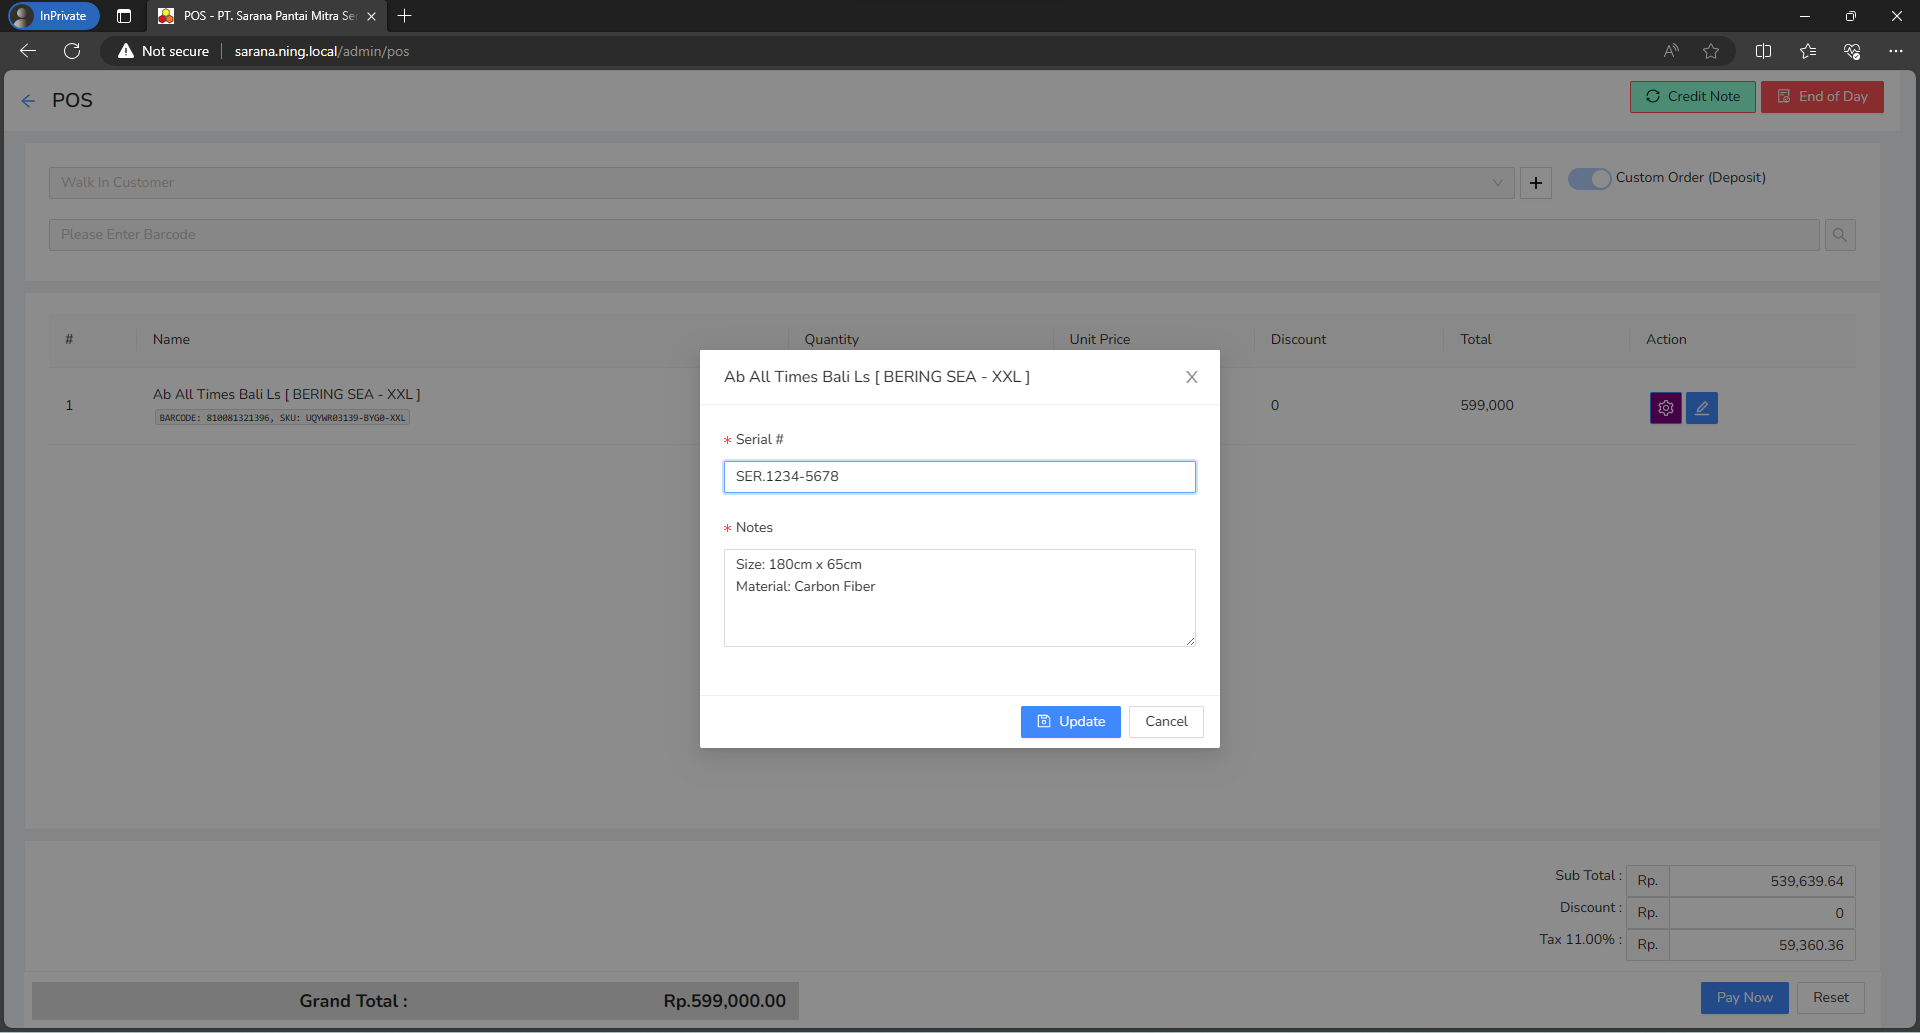 InPrivate
POS - PT. Sarana Pantai Mitra Se
Not secure
sarana.ning.local/admin/pos
POS
Credit Note
End of Day
Walk In Customer
Custom Order (Deposit)
Please Enter Barcode
# Name Quantity Unit Price Discount Total Action
1
Ab All Times Bali Ls [ BERING SEA - XXL ]
BARCODE: 810081321396, SKU: UQYWR03139-BYG0-XXL
0
599,000
Ab All Times Bali Ls [ BERING SEA - XXL ]
* Serial #
SER.1234-5678
* Notes
Size: 180cm x 65cm
Material: Carbon Fiber
Update
Cancel
Sub Total : Rp. 539,639.64
Discount : Rp. 0
Tax 11.00% : Rp. 59,360.36
Grand Total : Rp.599,000.00
Pay Now
Reset